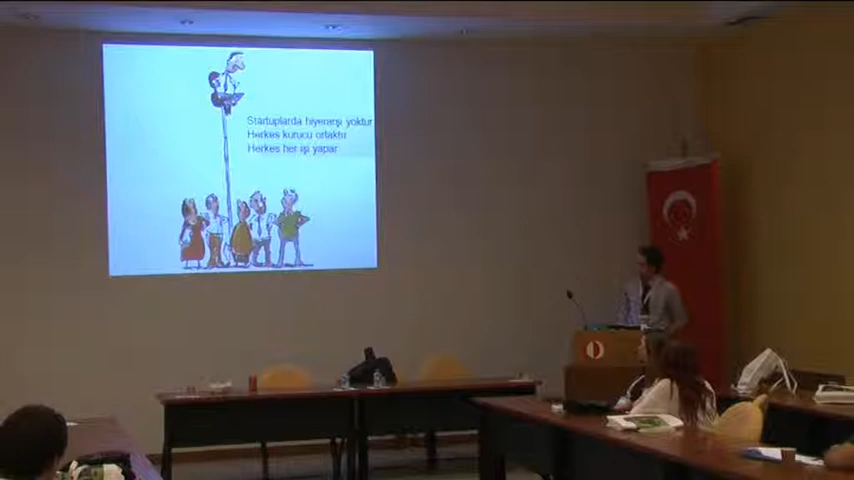 Startuplarda hiyerarşi yoktur
Herkes kurucu ortaktır
Herkes her işi yapar